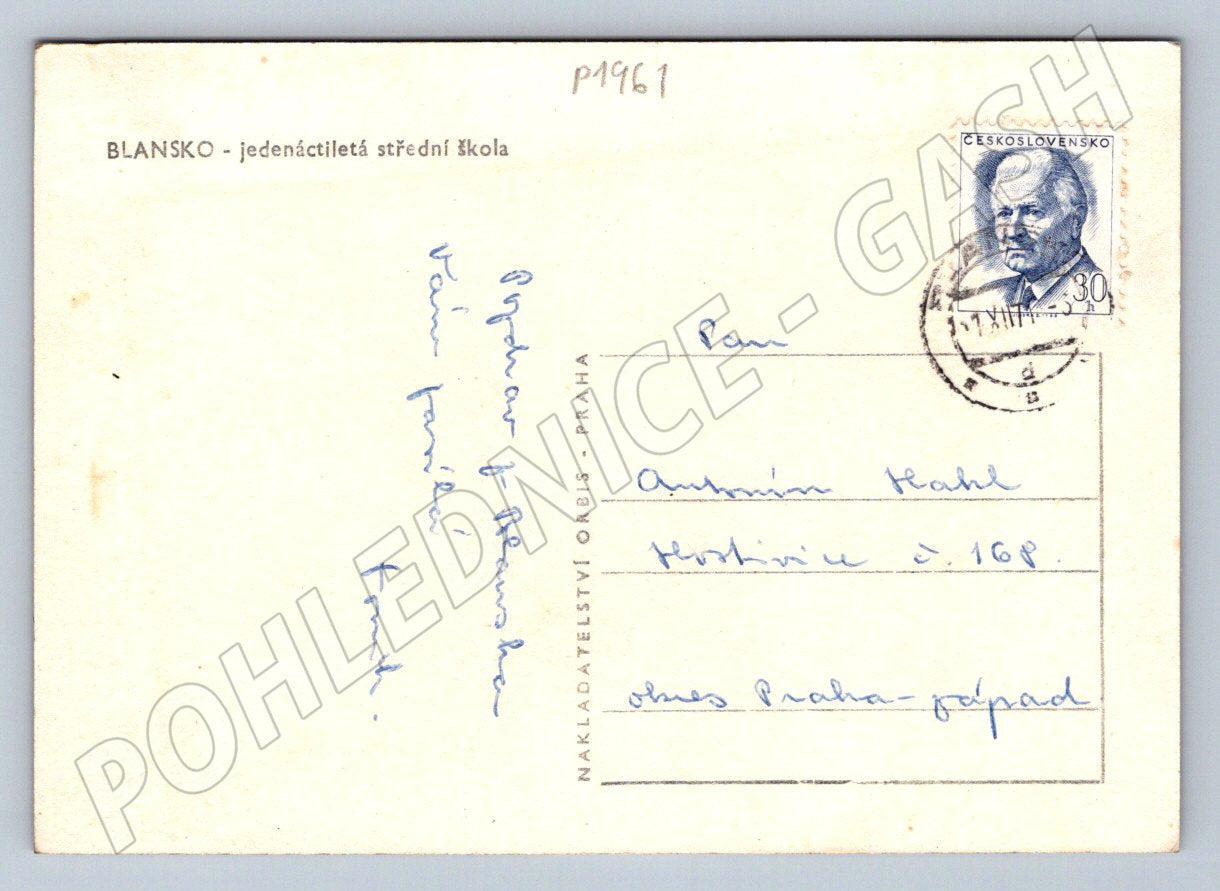 P1961
BLANSKO - jedenáctiletá střední škola
ČESKOSLOVENSKO
30
h
Pozdrav z Blanska
Vám posílá
NAKLADATELSTVÍ ORBIS - PRAHA
Pan
Antonín Hahl
Hostivice č. 168.
okres Praha-západ
POHLEDNICE - GASH